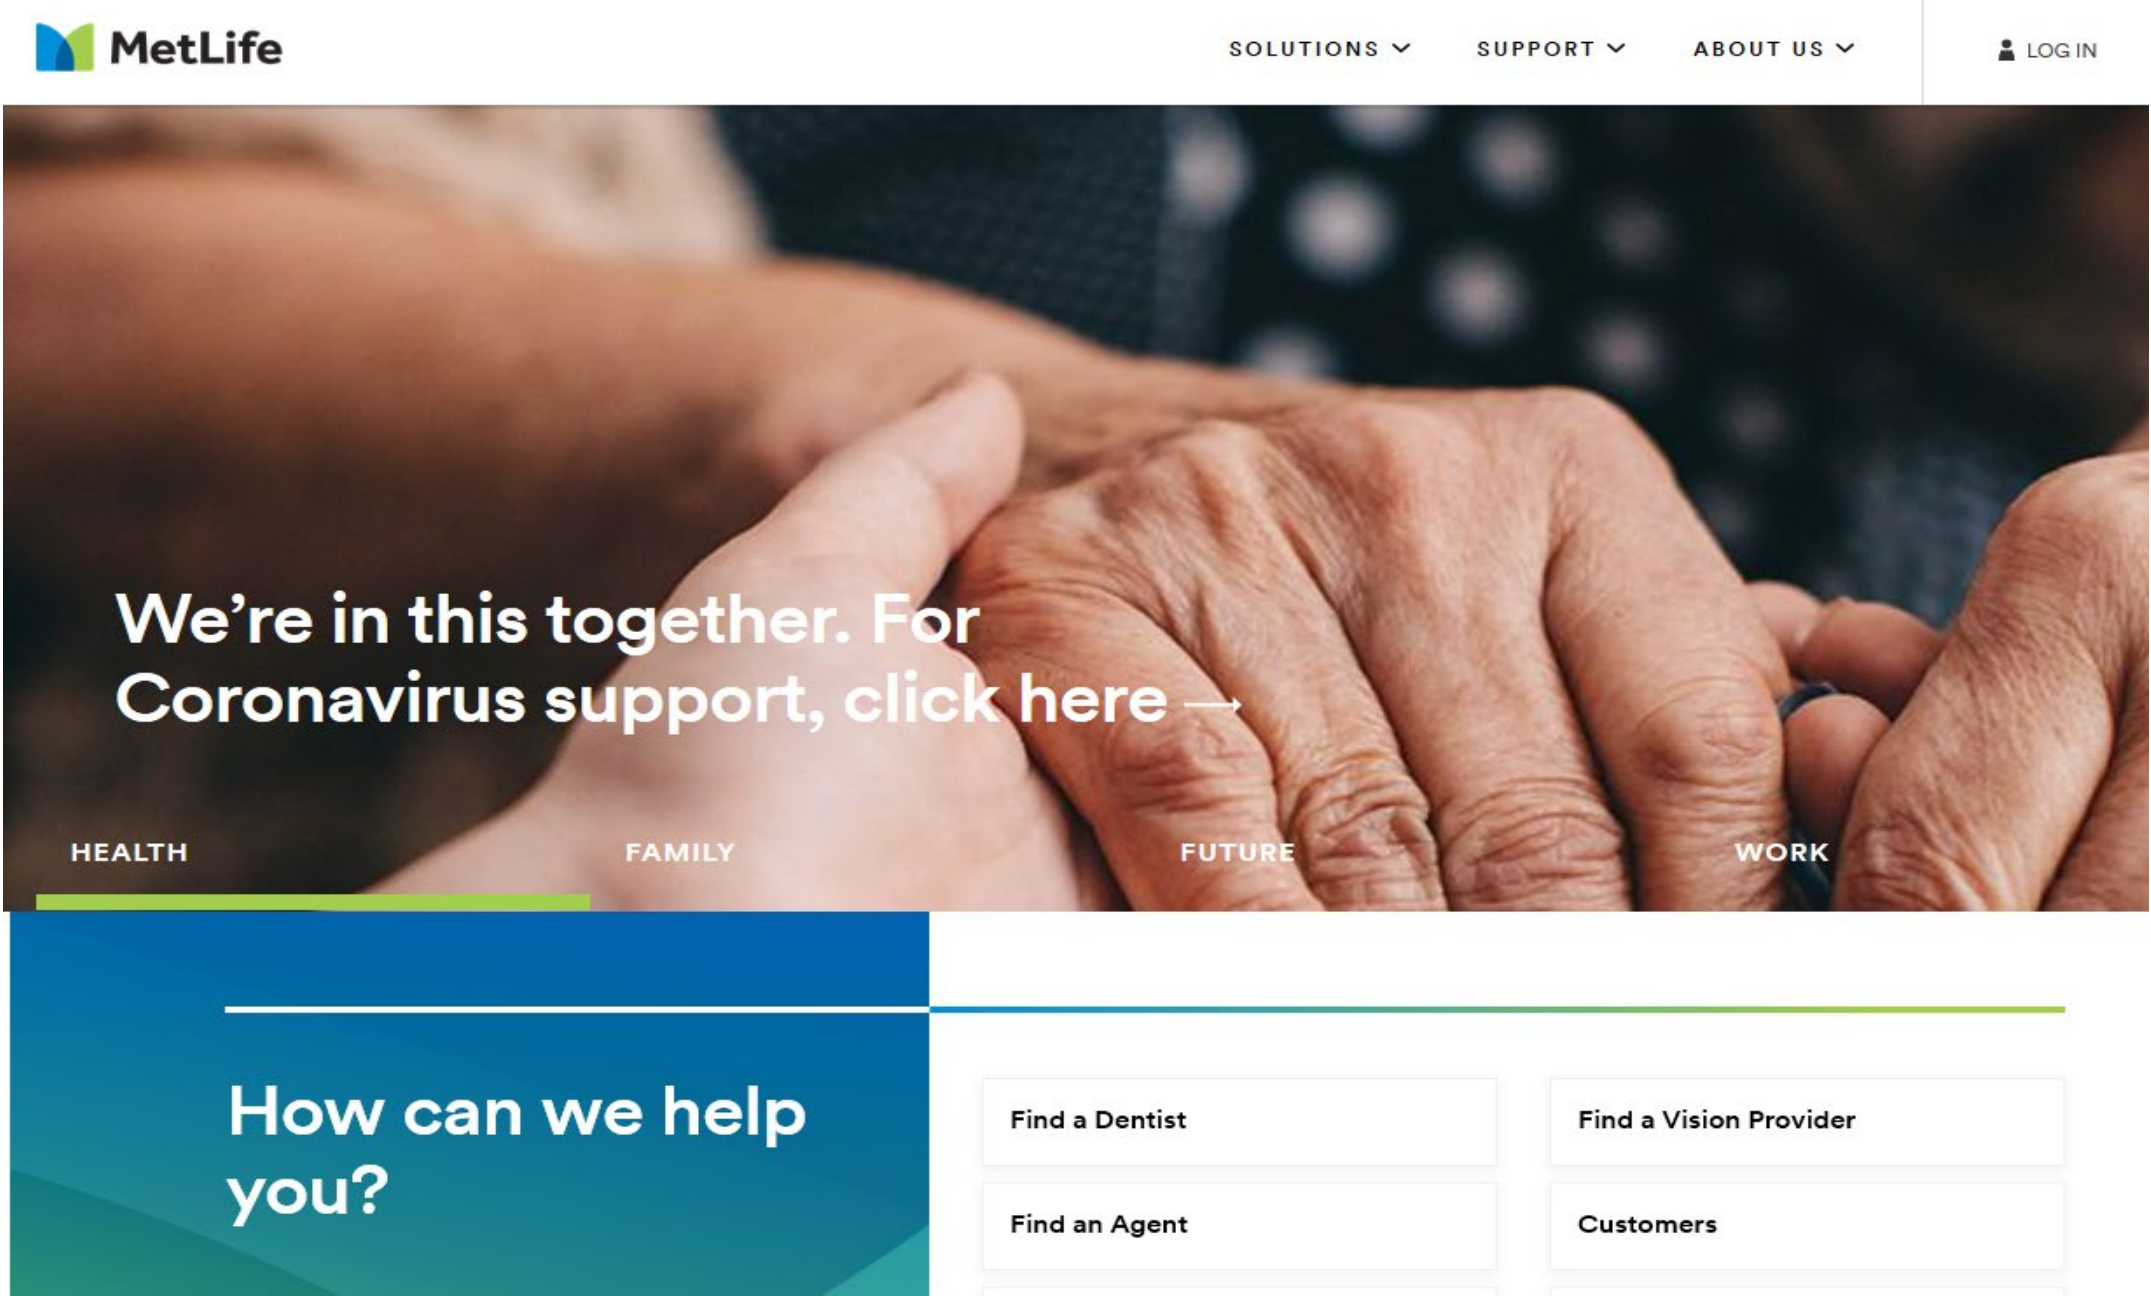 MetLife
SOLUTIONS
SUPPORT
ABOUT US
LOG IN
We're in this together. For
Coronavirus support, click here →
HEALTH
FAMILY
FUTURE
WORK
How can we help
you?
Find a Dentist
Find a Vision Provider
Find an Agent
Customers